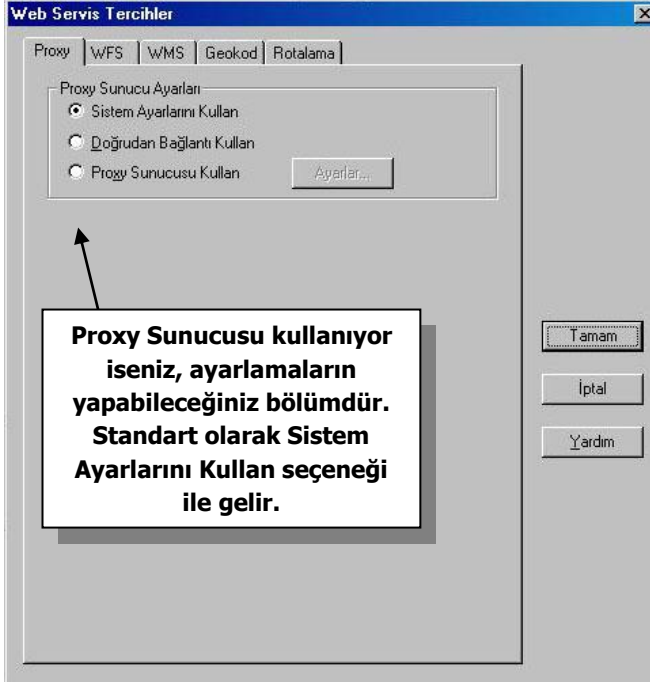 Web Servis Tercihler
Proxy WFS WMS Geokod Rotalama
Proxy Sunucu Ayarları
Sistem Ayarlarını Kullan
Doğrudan Bağlantı Kullan
Proxy Sunucusu Kullan Ayarlar...
Proxy Sunucusu kullanıyor
iseniz, ayarlamaların
yapabileceğiniz bölümdür.
Standart olarak Sistem
Ayarlarını Kullan seçeneği
ile gelir.
Tamam
İptal
Yardım